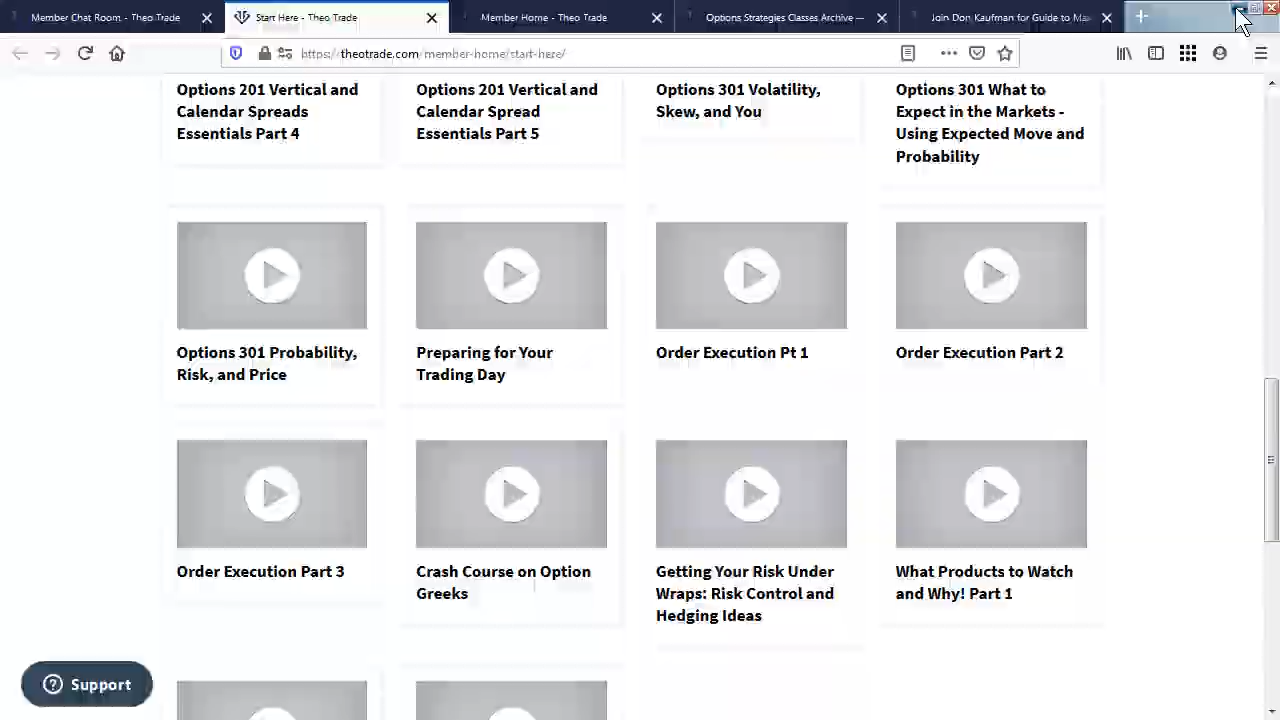 Member Chat Room - Theo Trade
Start Here - Theo Trade
Member Home - Theo Trade
Options Strategies Classes Archive —
Join Don Kaufman for Guide to Ma
https://theotrade.com/member-home/start-here/
Options 201 Vertical and
Calendar Spreads
Essentials Part 4
Options 201 Vertical and
Calendar Spread
Essentials Part 5
Options 301 Volatility,
Skew, and You
Options 301 What to
Expect in the Markets -
Using Expected Move and
Probability
Options 301 Probability,
Risk, and Price
Preparing for Your
Trading Day
Order Execution Pt 1
Order Execution Part 2
Order Execution Part 3
Crash Course on Option
Greeks
Getting Your Risk Under
Wraps: Risk Control and
Hedging Ideas
What Products to Watch
and Why! Part 1
Support